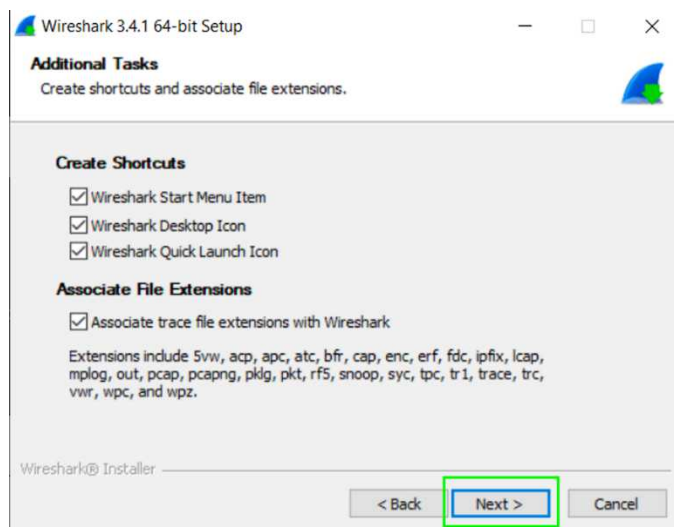 Wireshark 3.4.1 64-bit Setup
Additional Tasks
Create shortcuts and associate file extensions.
Create Shortcuts
Wireshark Start Menu Item
Wireshark Desktop Icon
Wireshark Quick Launch Icon
Associate File Extensions
Associate trace file extensions with Wireshark
Extensions include 5vw, acp, apc, atc, bfr, cap, enc, erf, fdc, ipfix, lcap,
mplog, out, pcap, pcapng, pklg, pkt, rf5, snoop, syc, tpc, tr1, trace, trc,
vwr, wpc, and wpz.
Wireshark® Installer
< Back Next > Cancel